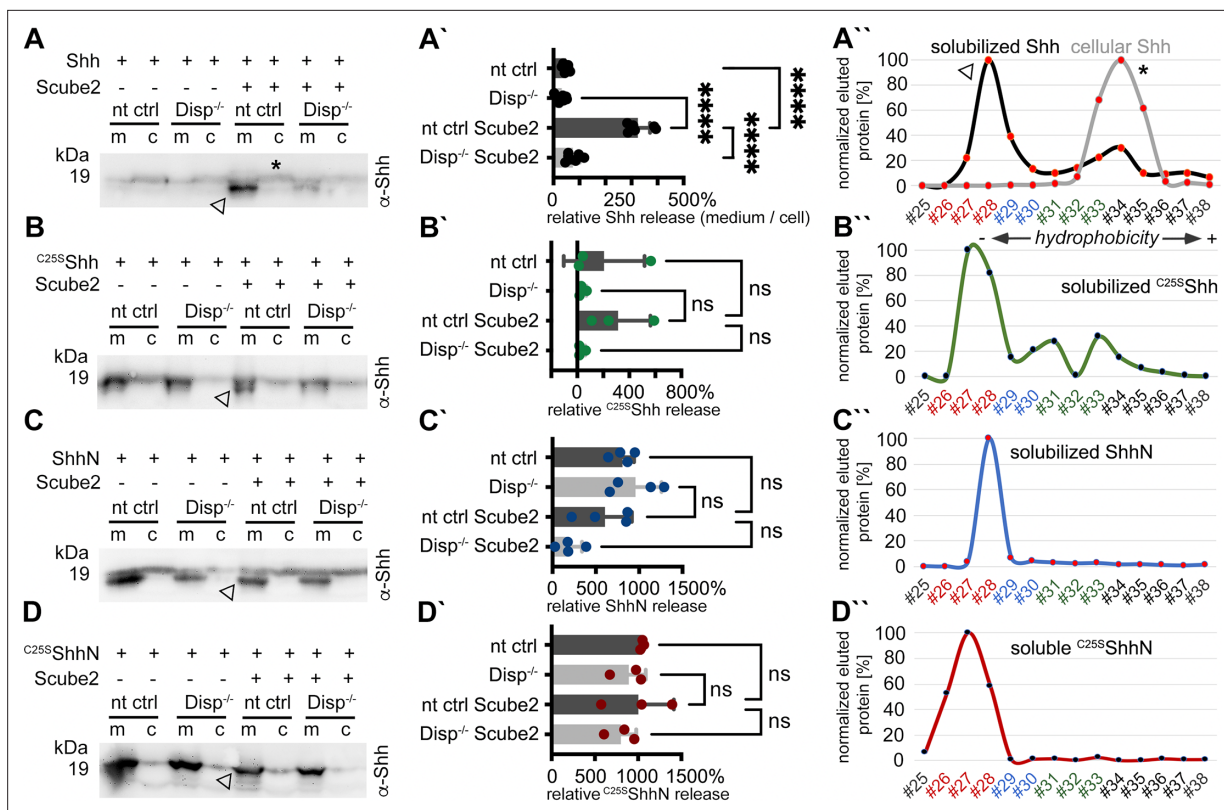 A
Shh + + + + + + + +
Scube2 - - - - + + + +
nt ctrl Disp-/- nt ctrl Disp-/-
m c m c m c m c
kDa
19
*
α-Shh
A`
nt ctrl
Disp-/-
nt ctrl Scube2
Disp-/- Scube2
****
****
****
0 250 500%
relative Shh release (medium / cell)
A``
solubilized Shh cellular Shh
*
normalized eluted protein [%]
100
80
60
40
20
0
#25 #26 #27 #28 #29 #30 #31 #32 #33 #34 #35 #36 #37 #38
- hydrophobicity +
B
C25SShh + + + + + + + +
Scube2 - - - - + + + +
nt ctrl Disp-/- nt ctrl Disp-/-
m c m c m c m c
kDa
19
α-Shh
B`
nt ctrl
Disp-/-
nt ctrl Scube2
Disp-/- Scube2
ns
ns
ns
0 400 800%
relative C25SShh release
B``
solubilized C25SShh
normalized eluted protein [%]
100
80
60
40
20
0
#25 #26 #27 #28 #29 #30 #31 #32 #33 #34 #35 #36 #37 #38
C
ShhN + + + + + + + +
Scube2 - - - - + + + +
nt ctrl Disp-/- nt ctrl Disp-/-
m c m c m c m c
kDa
19
α-Shh
C`
nt ctrl
Disp-/-
nt ctrl Scube2
Disp-/- Scube2
ns
ns
ns
0 500 1000 1500%
relative ShhN release
C``
solubilized ShhN
normalized eluted protein [%]
100
80
60
40
20
0
#25 #26 #27 #28 #29 #30 #31 #32 #33 #34 #35 #36 #37 #38
D
C25SShhN + + + + + + + +
Scube2 - - - - + + + +
nt ctrl Disp-/- nt ctrl Disp-/-
m c m c m c m c
kDa
19
α-Shh
D`
nt ctrl
Disp-/-
nt ctrl Scube2
Disp-/- Scube2
ns
ns
ns
0 500 1000 1500%
relative C25SShhN release
D``
soluble C25SShhN
normalized eluted protein [%]
100
80
60
40
20
0
#25 #26 #27 #28 #29 #30 #31 #32 #33 #34 #35 #36 #37 #38